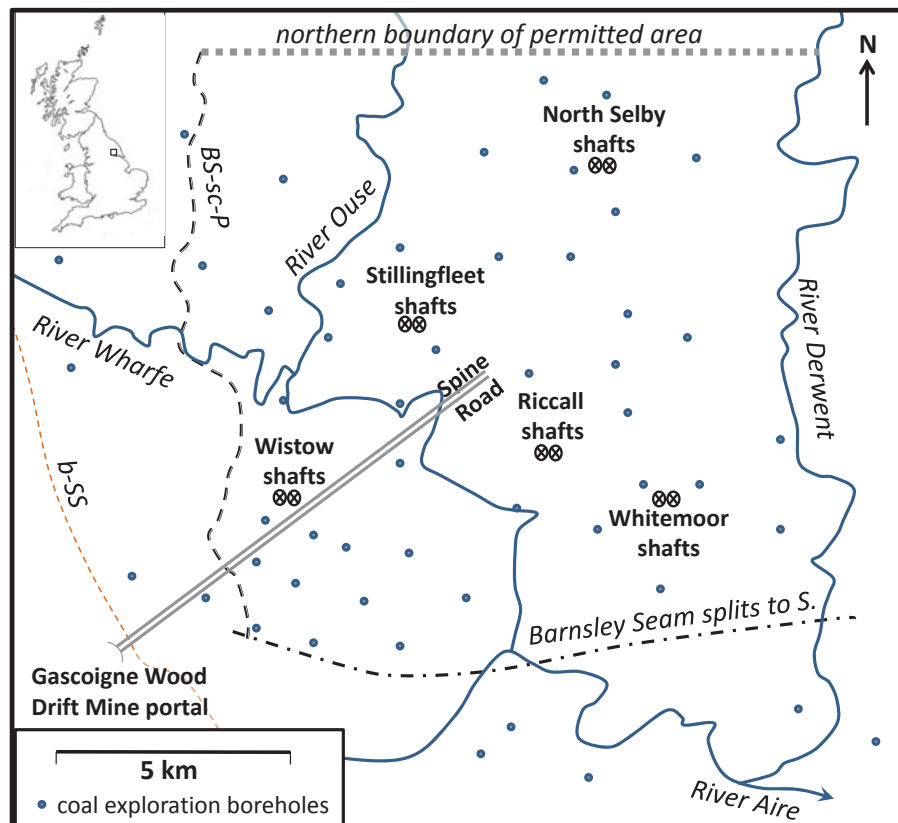 northern boundary of permitted area
N
North Selby
shafts
BS-sc-P
River Ouse
Stillingfleet
shafts
River Derwent
River Wharfe
Spine
Road
Riccall
shafts
Wistow
shafts
b-SS
Whitemoor
shafts
Barnsley Seam splits to S.
Gascoigne Wood
Drift Mine portal
5 km
coal exploration boreholes
River Aire